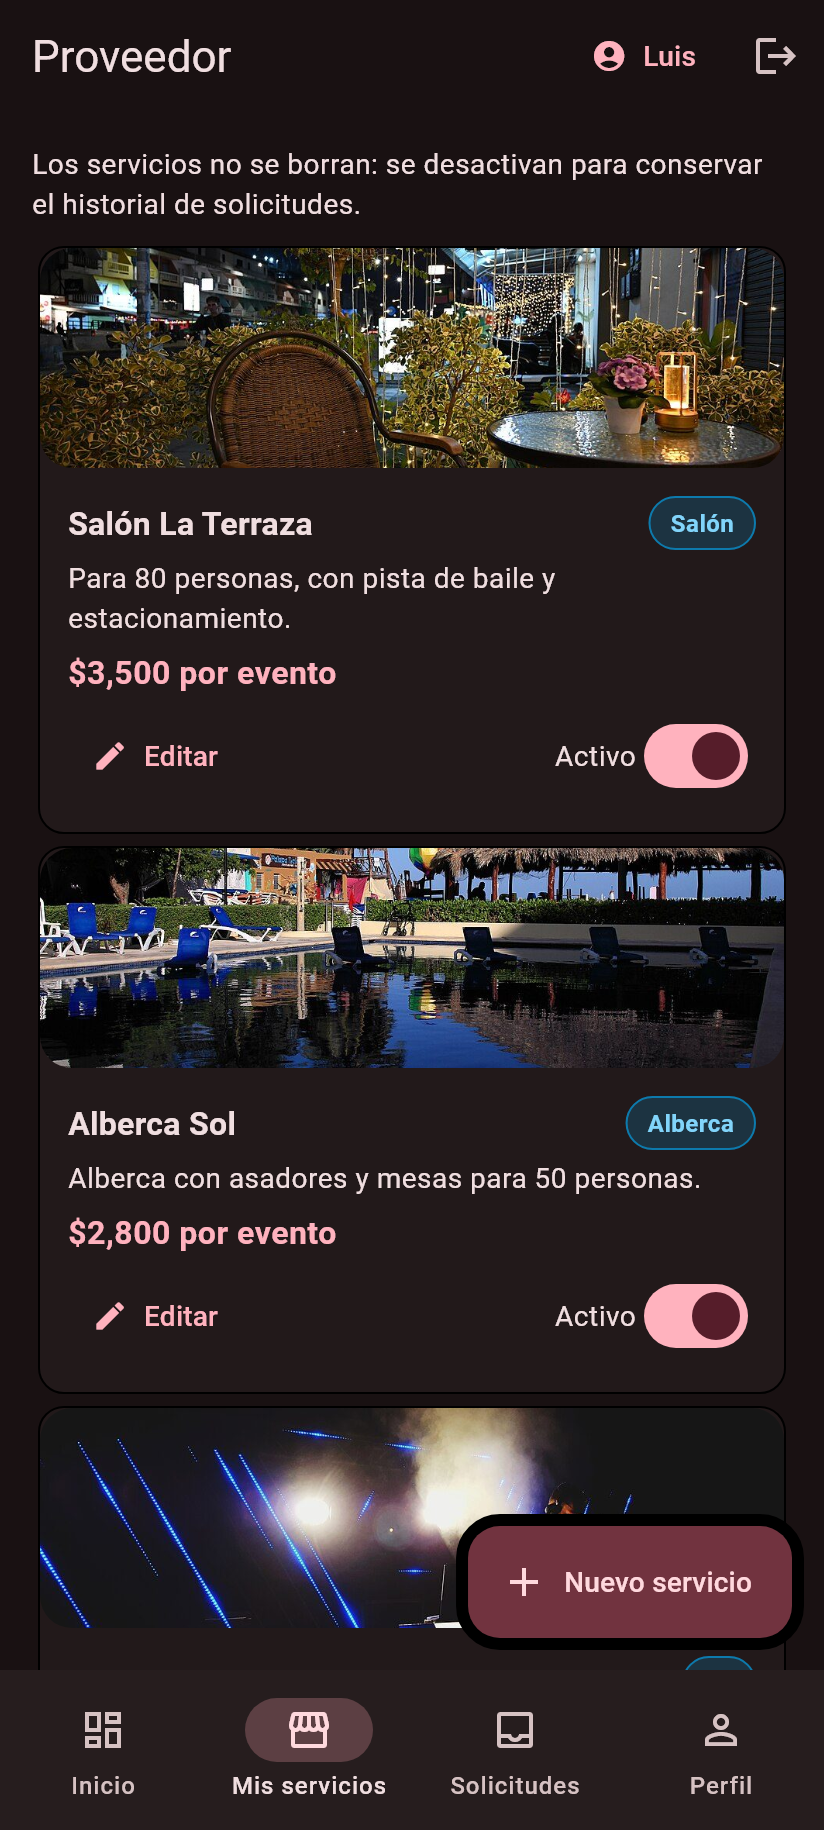 Proveedor
Luis
Los servicios no se borran: se desactivan para conservar
el historial de solicitudes.
Salón La Terraza
Salón
Para 80 personas, con pista de baile y
estacionamiento.
$3,500 por evento
Editar
Activo
Alberca Sol
Alberca
Alberca con asadores y mesas para 50 personas.
$2,800 por evento
Editar
Activo
Nuevo servicio
Inicio
Mis servicios
Solicitudes
Perfil